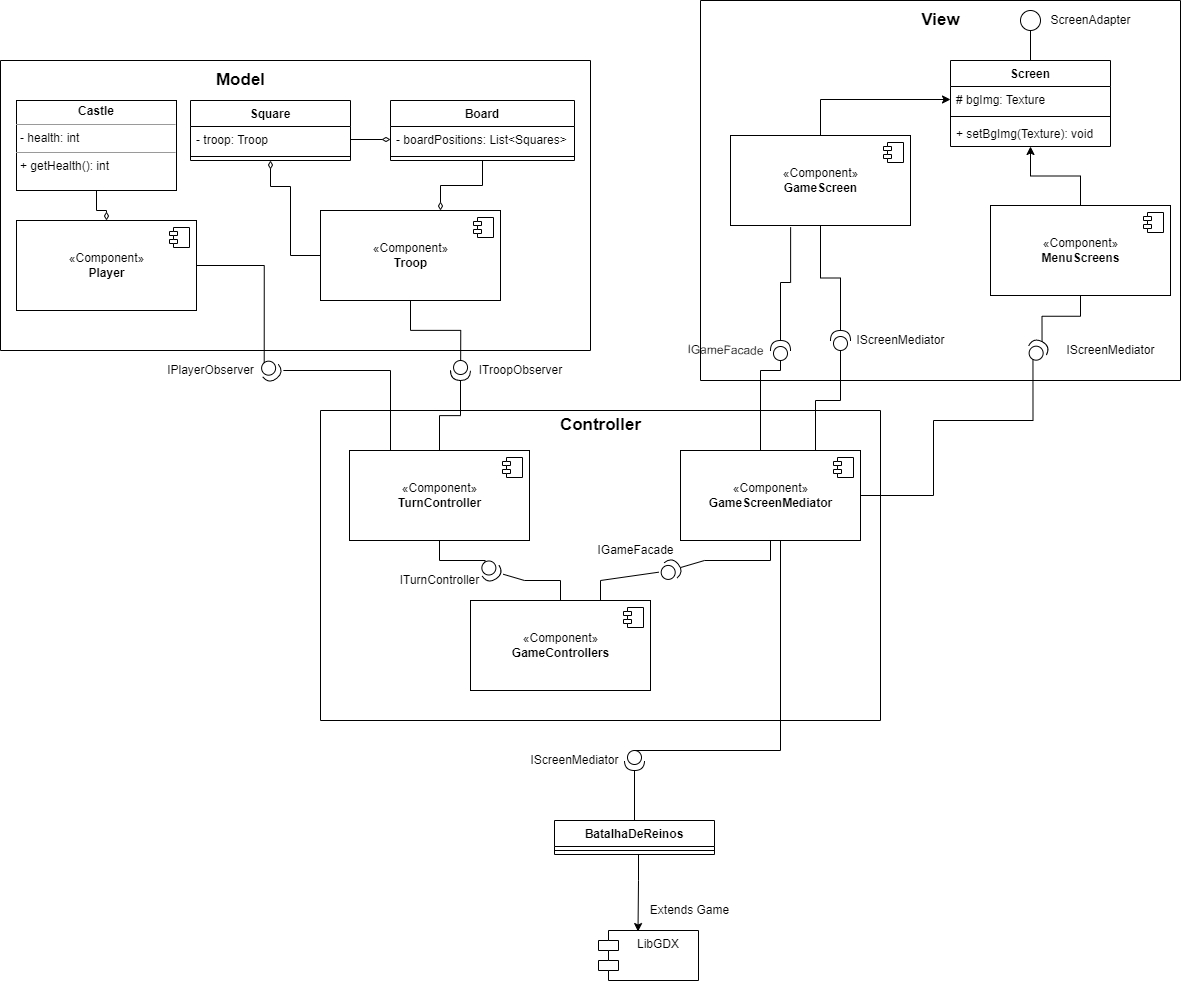 View
ScreenAdapter
Screen
# bgImg: Texture
+ setBgImg(Texture): void
«Component»
GameScreen
«Component»
MenuScreens
IGameFacade
IScreenMediator
IScreenMediator
Model
Castle
- health: int
+ getHealth(): int
Square
- troop: Troop
Board
- boardPositions: List<Squares>
«Component»
Player
«Component»
Troop
IPlayerObserver
ITroopObserver
Controller
«Component»
TurnController
«Component»
GameScreenMediator
ITurnController
IGameFacade
«Component»
GameControllers
IScreenMediator
BatalhaDeReinos
Extends Game
LibGDX